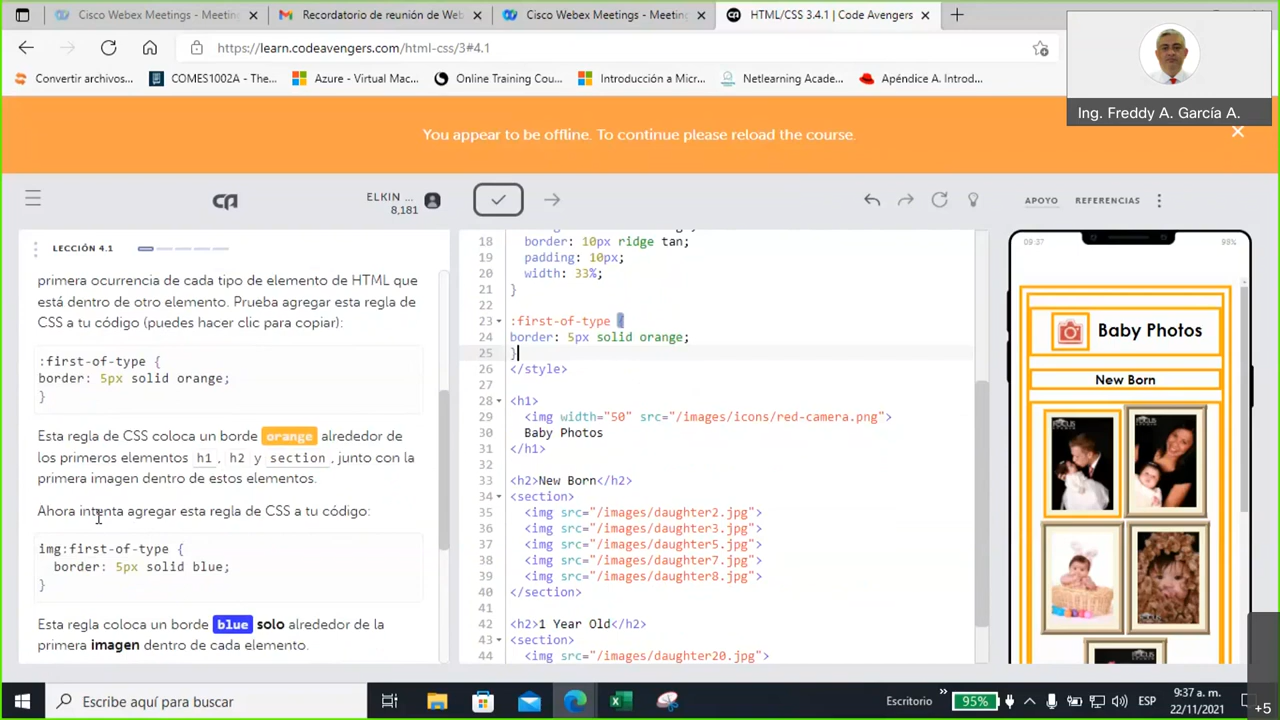 Cisco Webex Meetings - Meeting
Recordatorio de reunión de Web
Cisco Webex Meetings - Meeting
HTML/CSS 3.4.1 | Code Avengers
https://learn.codeavengers.com/html-css/3#4.1
Convertir archivos...
COMES1002A - The...
Azure - Virtual Mac...
Online Training Cou...
Introducción a Micr...
Netlearning Acade...
Apéndice A. Introd...
Ing. Freddy A. García A.
You appear to be offline. To continue please reload the course.
ELKIN ...
8,181
APOYO
REFERENCIAS
LECCIÓN 4.1
primera ocurrencia de cada tipo de elemento de HTML que
está dentro de otro elemento. Prueba agregar esta regla de
CSS a tu código (puedes hacer clic para copiar):
:first-of-type {
border: 5px solid orange;
}
Esta regla de CSS coloca un borde orange alrededor de
los primeros elementos h1, h2 y section, junto con la
primera imagen dentro de estos elementos.
Ahora intenta agregar esta regla de CSS a tu código:
img:first-of-type {
border: 5px solid blue;
}
Esta regla coloca un borde blue solo alrededor de la
primera imagen dentro de cada elemento.
18 border: 10px ridge tan;
19 padding: 10px;
20 width: 33%;
21 }
22
23 :first-of-type {
24 border: 5px solid orange;
25 }
26 </style>
27
28 <h1>
29 <img width="50" src="/images/icons/red-camera.png">
30 Baby Photos
31 </h1>
32
33 <h2>New Born</h2>
34 <section>
35 <img src="/images/daughter2.jpg">
36 <img src="/images/daughter3.jpg">
37 <img src="/images/daughter5.jpg">
38 <img src="/images/daughter7.jpg">
39 <img src="/images/daughter8.jpg">
40 </section>
41
42 <h2>1 Year Old</h2>
43 <section>
44 <img src="/images/daughter20.jpg">
09:37
98%
Baby Photos
New Born
Escribe aquí para buscar
Escritorio
95%
ESP
9:37 a. m.
22/11/2021
+5